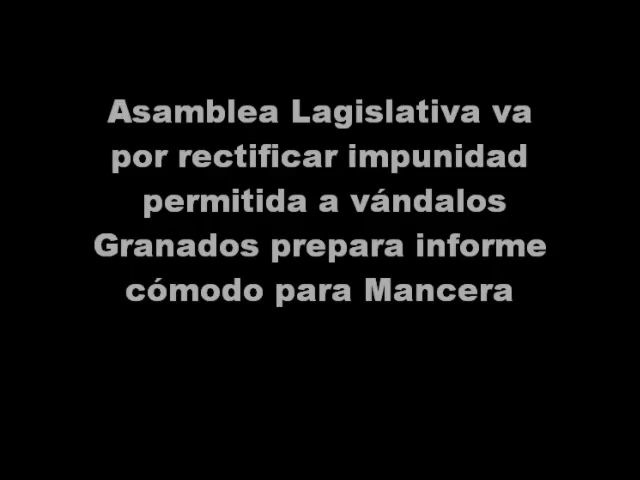 Asamblea Lagislativa va
por rectificar impunidad
permitida a vándalos
Granados prepara informe
cómodo para Mancera